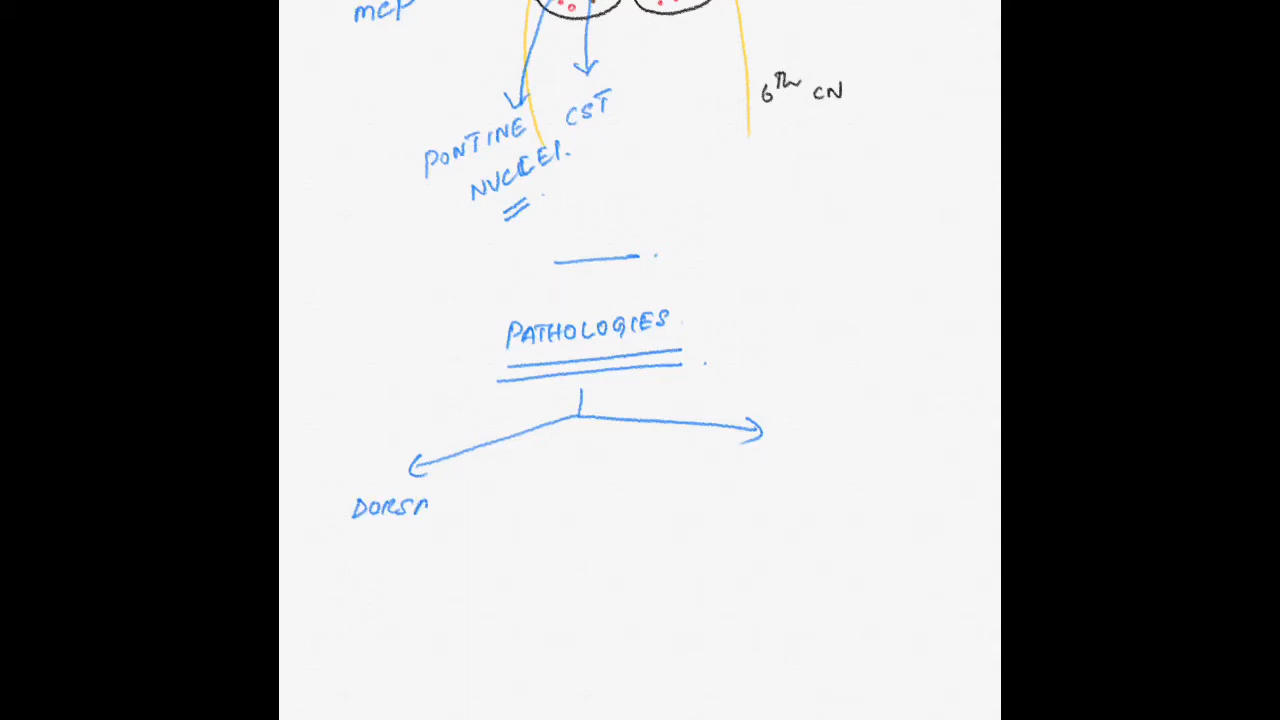 mcp
6th CN
CST
PONTINE
NUCLEI.
PATHOLOGIES
DORSA